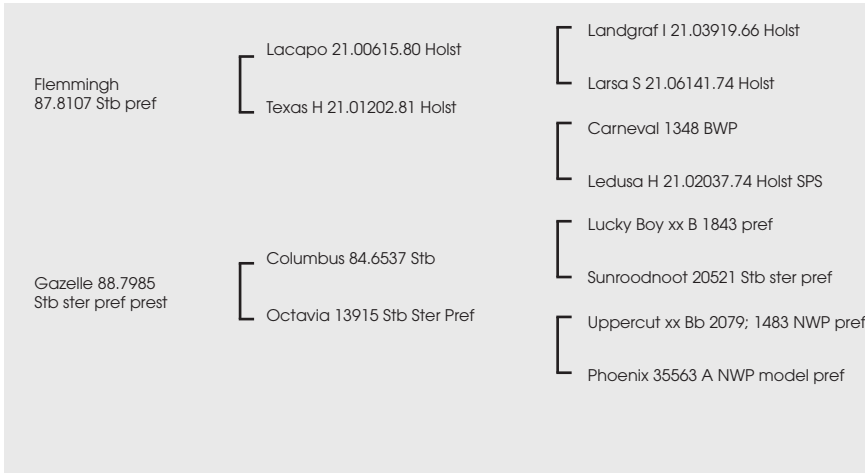 Flemmingh
87.8107 Stb pref
Lacapo 21.00615.80 Holst
Texas H 21.01202.81 Holst
Landgraf I 21.03919.66 Holst
Larsa S 21.06141.74 Holst
Carneval 1348 BWP
Ledusa H 21.02037.74 Holst SPS
Gazelle 88.7985
Stb ster pref prest
Columbus 84.6537 Stb
Octavia 13915 Stb Ster Pref
Lucky Boy xx B 1843 pref
Sunroodnoot 20521 Stb ster pref
Uppercut xx Bb 2079; 1483 NWP pref
Phoenix 35563 A NWP model pref